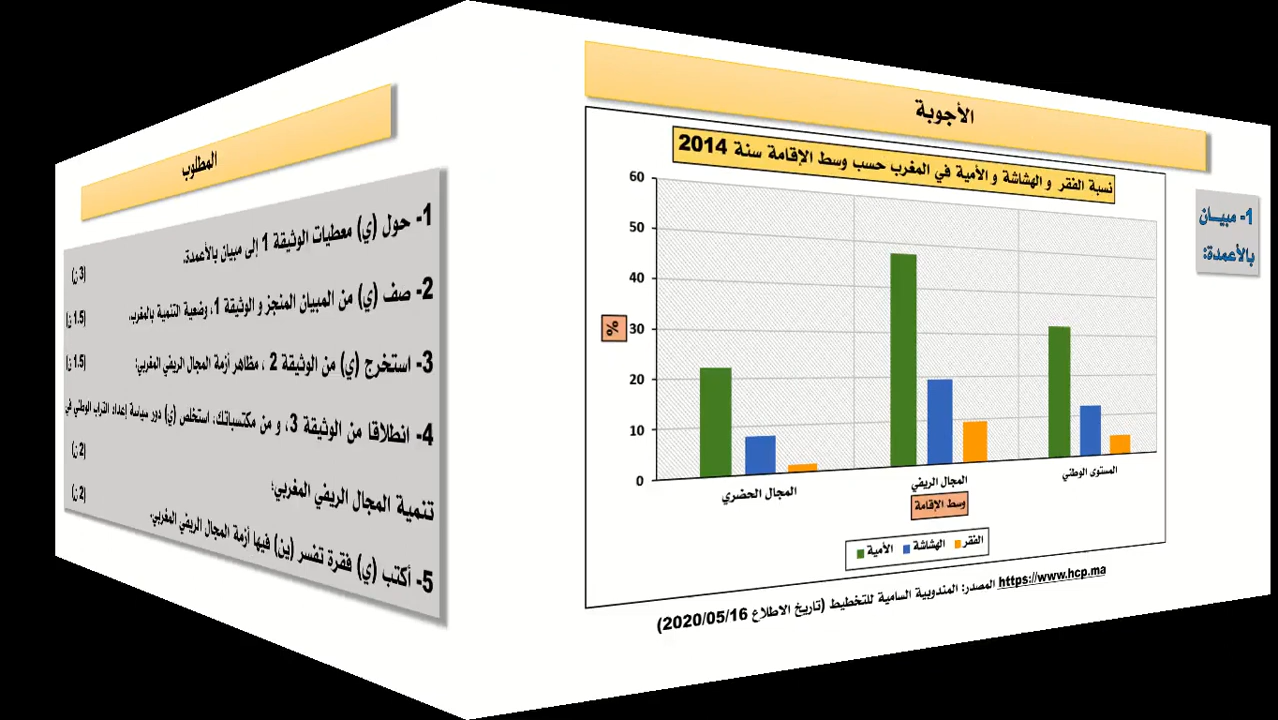 المطلوب
1- حول (ي) معطيات الوثيقة 1 إلى مبيان بالأعمدة.
(3 ن)
2- صف (ي) من المبيان المنجز و الوثيقة 1، وضعية التنمية بالمغرب.
(1.5 ن)
3- استخرج (ي) من الوثيقة 2 ، مظاهر أزمة المجال الريفي المغربي:
(1.5 ن)
4- انطلاقا من الوثيقة 3، و من مكتسباتك، استخلص (ي) دور سياسة إعداد التراب الوطني في
(2 ن)
تنمية المجال الريفي المغربي؛
(2 ن)
5- أكتب (ي) فقرة تفسر (ين) فيها أزمة المجال الريفي المغربي.
الأجوبة
1- مبيــان
بالأعمدة:
نسبة الفقر و الهشاشة و الأمية في المغرب حسب وسط الإقامة سنة 2014
60
50
40
30
20
10
0
%
المجال الحضري
المجال الريفي
المستوى الوطني
وسط الإقامة
الأمية الهشاشة الفقر
المصدر: المندوبية السامية للتخطيط https://www.hcp.ma (تاريخ الاطلاع 2020/05/16)